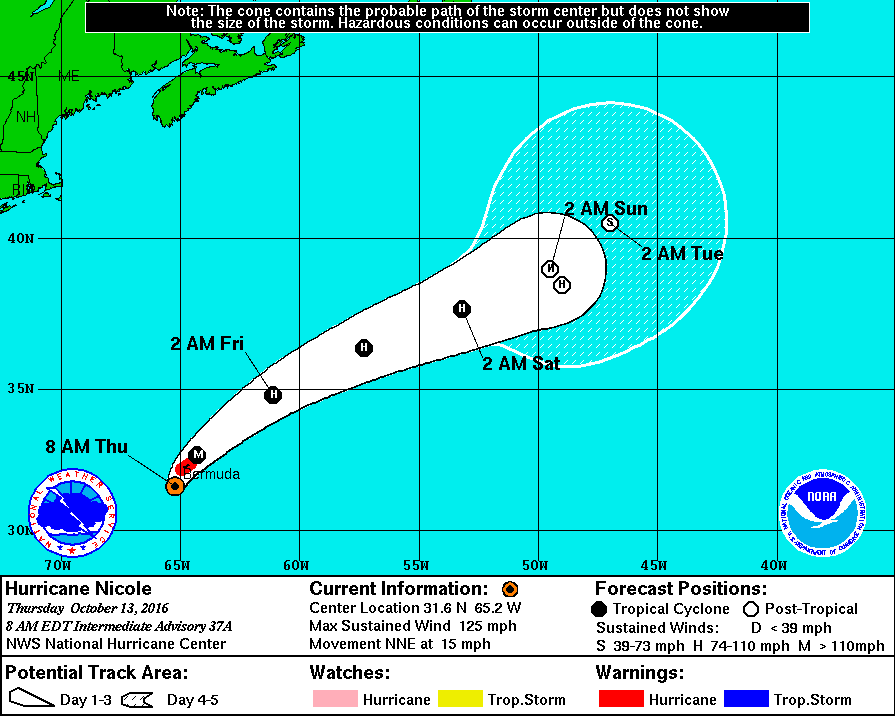 Note: The cone contains the probable path of the storm center but does not show
the size of the storm. Hazardous conditions can occur outside of the cone.
45N
ME
NH
40N
2 AM Sun
S
2 AM Tue
H
H
H
2 AM Sat
H
2 AM Fri
H
35N
8 AM Thu
M
Bermuda
NATIONAL WEATHER SERVICE
NOAA
30N
70W 65W 60W 55W 50W 45W 40W
Hurricane Nicole
Thursday October 13, 2016
8 AM EDT Intermediate Advisory 37A
NWS National Hurricane Center
Current Information:
Center Location 31.6 N 65.2 W
Max Sustained Wind 125 mph
Movement NNE at 15 mph
Forecast Positions:
Tropical Cyclone Post-Tropical
Sustained Winds: D < 39 mph
S 39-73 mph H 74-110 mph M > 110mph
Potential Track Area:
Day 1-3 Day 4-5
Watches:
Hurricane Trop.Storm
Warnings:
Hurricane Trop.Storm